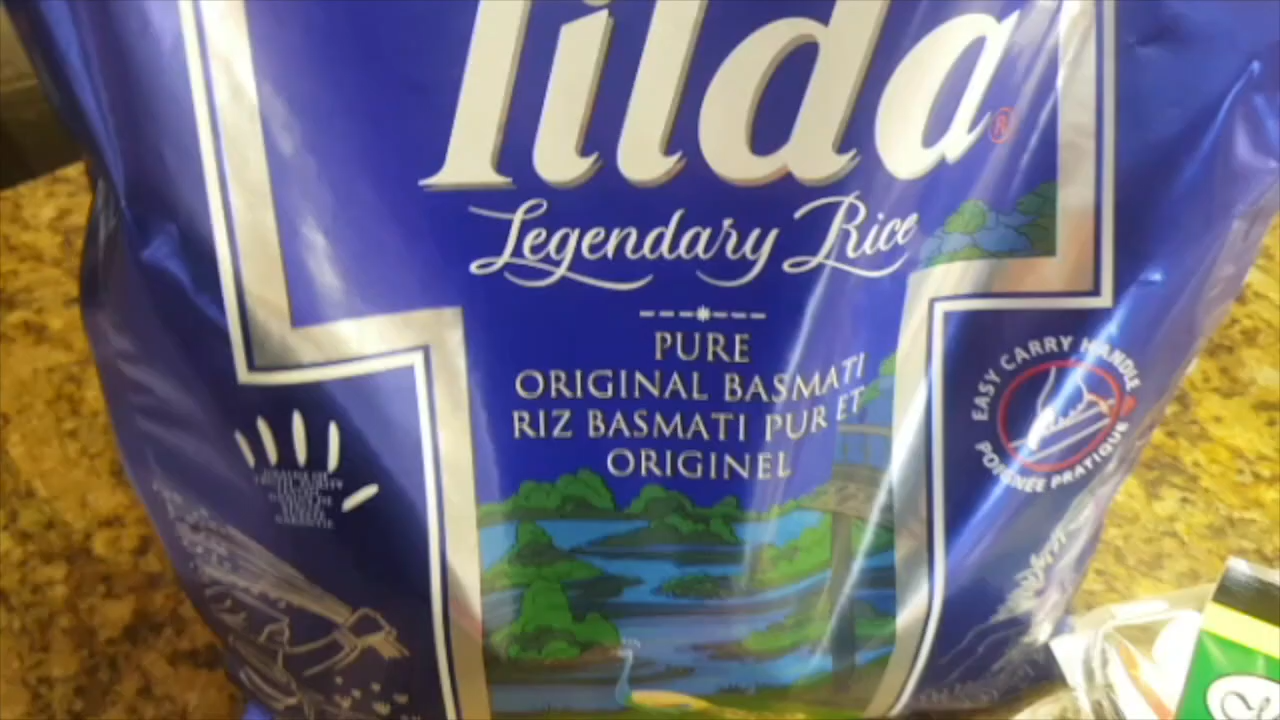 Tilda®
Legendary Rice
PURE
ORIGINAL BASMATI
RIZ BASMATI PUR ET
ORIGINEL
EASY CARRY HANDLE
POIGNÉE PRATIQUE